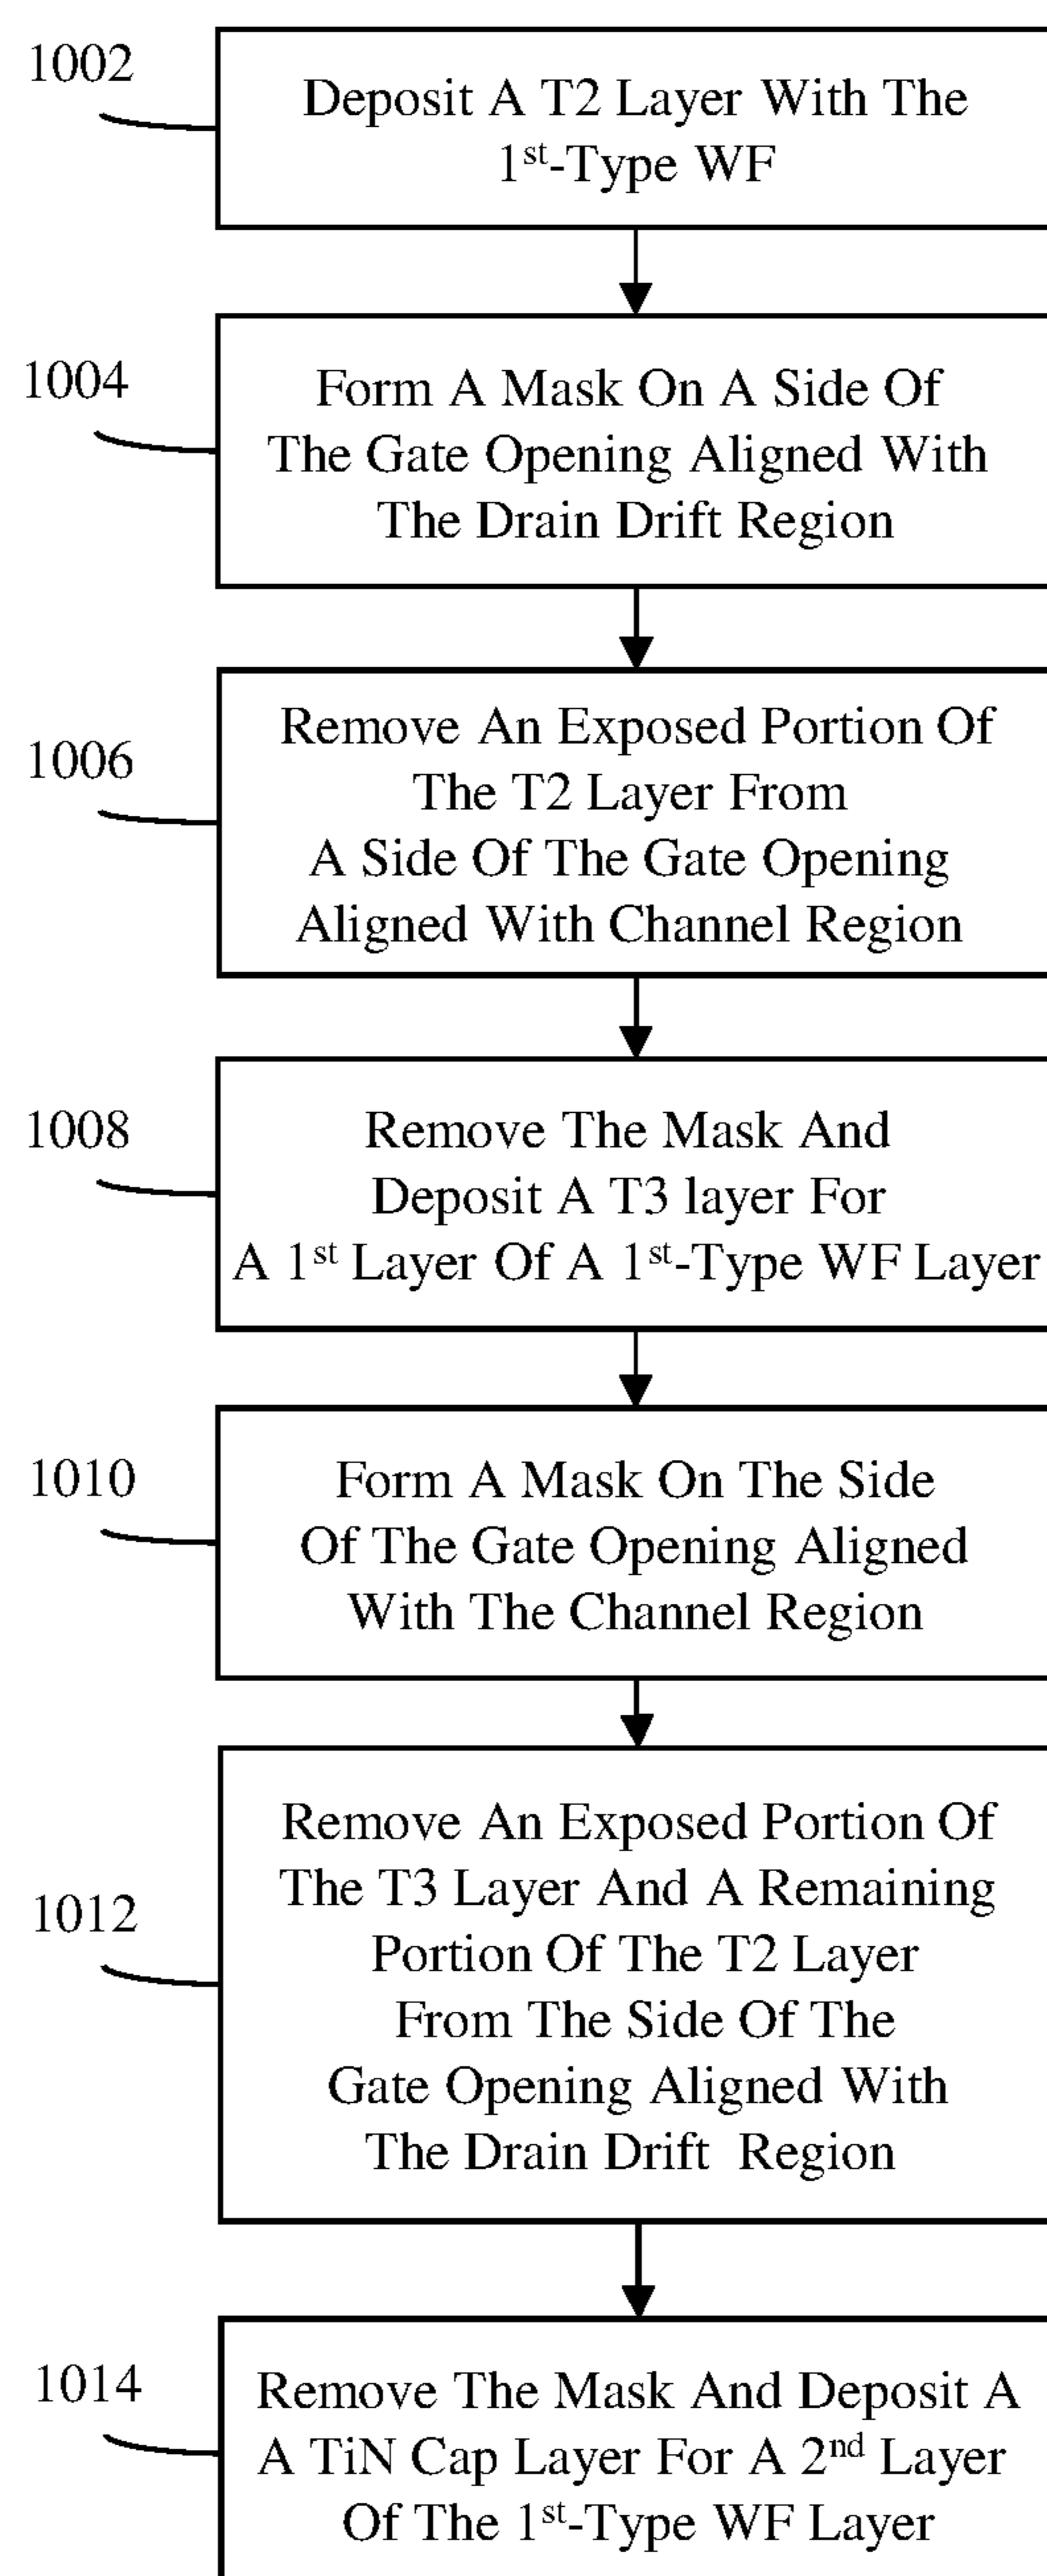 1002
Deposit A T2 Layer With The
1st-Type WF
1004
Form A Mask On A Side Of
The Gate Opening Aligned With
The Drain Drift Region
1006
Remove An Exposed Portion Of
The T2 Layer From
A Side Of The Gate Opening
Aligned With Channel Region
1008
Remove The Mask And
Deposit A T3 layer For
A 1st Layer Of A 1st-Type WF Layer
1010
Form A Mask On The Side
Of The Gate Opening Aligned
With The Channel Region
1012
Remove An Exposed Portion Of
The T3 Layer And A Remaining
Portion Of The T2 Layer
From The Side Of The
Gate Opening Aligned With
The Drain Drift Region
1014
Remove The Mask And Deposit A
A TiN Cap Layer For A 2nd Layer
Of The 1st-Type WF Layer